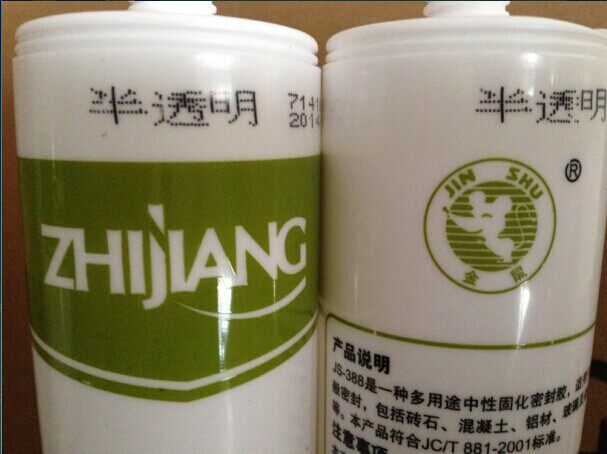 半透明
7141
2014
ZHIJIANG
半透明
JIN SHU
®
金鼠
产品说明
JS-388是一种多用途中性固化密封胶，适
般密封，包括砖石、混凝土、铝材、玻璃
等。本产品符合JC/T 881-2001标准。
注意事项